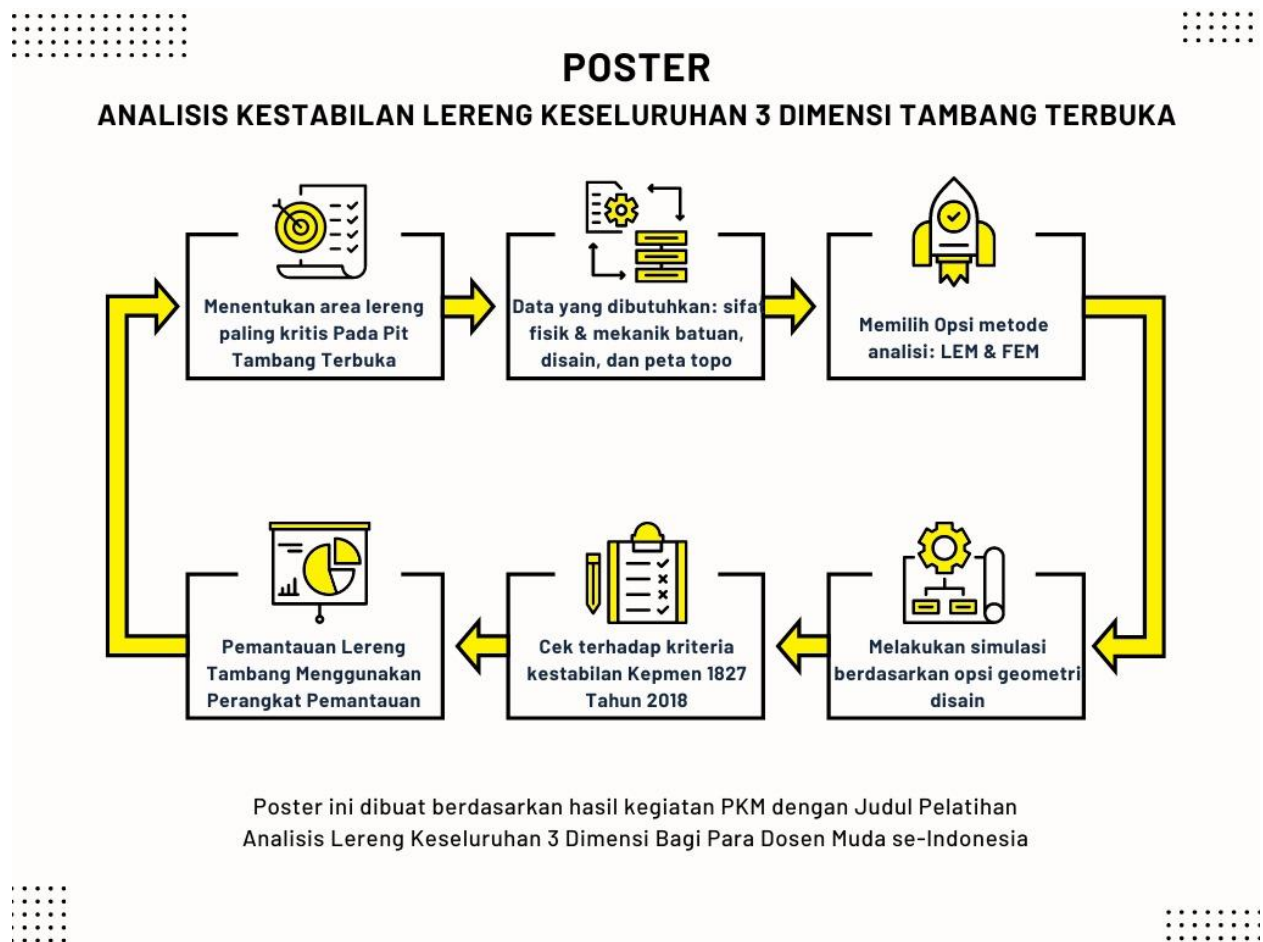 POSTER
ANALISIS KESTABILAN LERENG KESELURUHAN 3 DIMENSI TAMBANG TERBUKA
Menentukan area lereng
paling kritis Pada Pit
Tambang Terbuka
Data yang dibutuhkan: sifat
fisik & mekanik batuan,
disain, dan peta topo
Memilih Opsi metode
analisi: LEM & FEM
Melakukan simulasi
berdasarkan opsi geometri
disain
Cek terhadap kriteria
kestabilan Kepmen 1827
Tahun 2018
Pemantauan Lereng
Tambang Menggunakan
Perangkat Pemantauan
Poster ini dibuat berdasarkan hasil kegiatan PKM dengan Judul Pelatihan
Analisis Lereng Keseluruhan 3 Dimensi Bagi Para Dosen Muda se-Indonesia